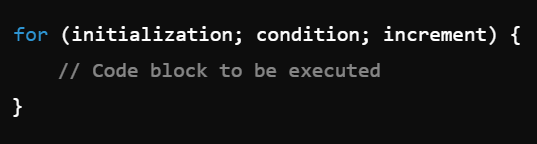 for (initialization; condition; increment) {
    // Code block to be executed
}